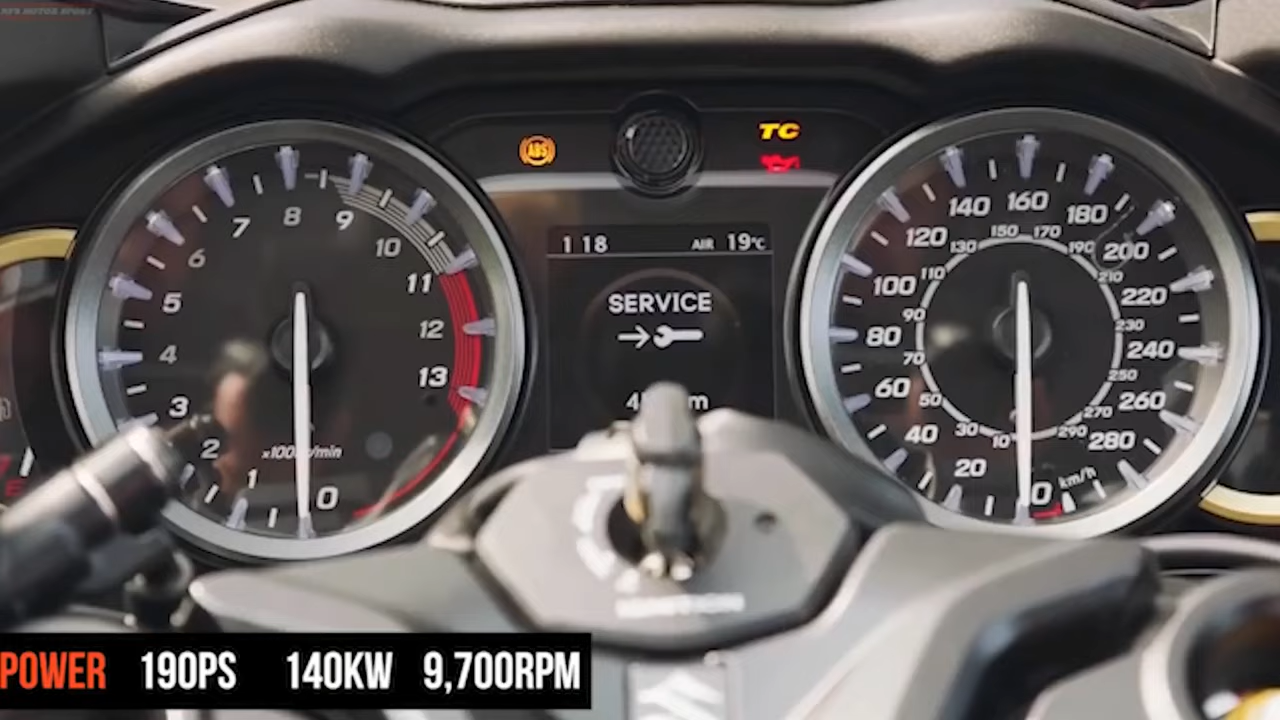 ABS
TC
1 18 AIR 19°C
SERVICE
0 1 2 3 4 5 6 7 8 9 10 11 12 13
r/min
0 20 40 60 80 100 120 140 160 180 200 220 240 260 280
10 30 50 70 90 110 130 150 170 190 210 230 250 270 290
km/h
IGNITION
POWER 190PS 140KW 9,700RPM